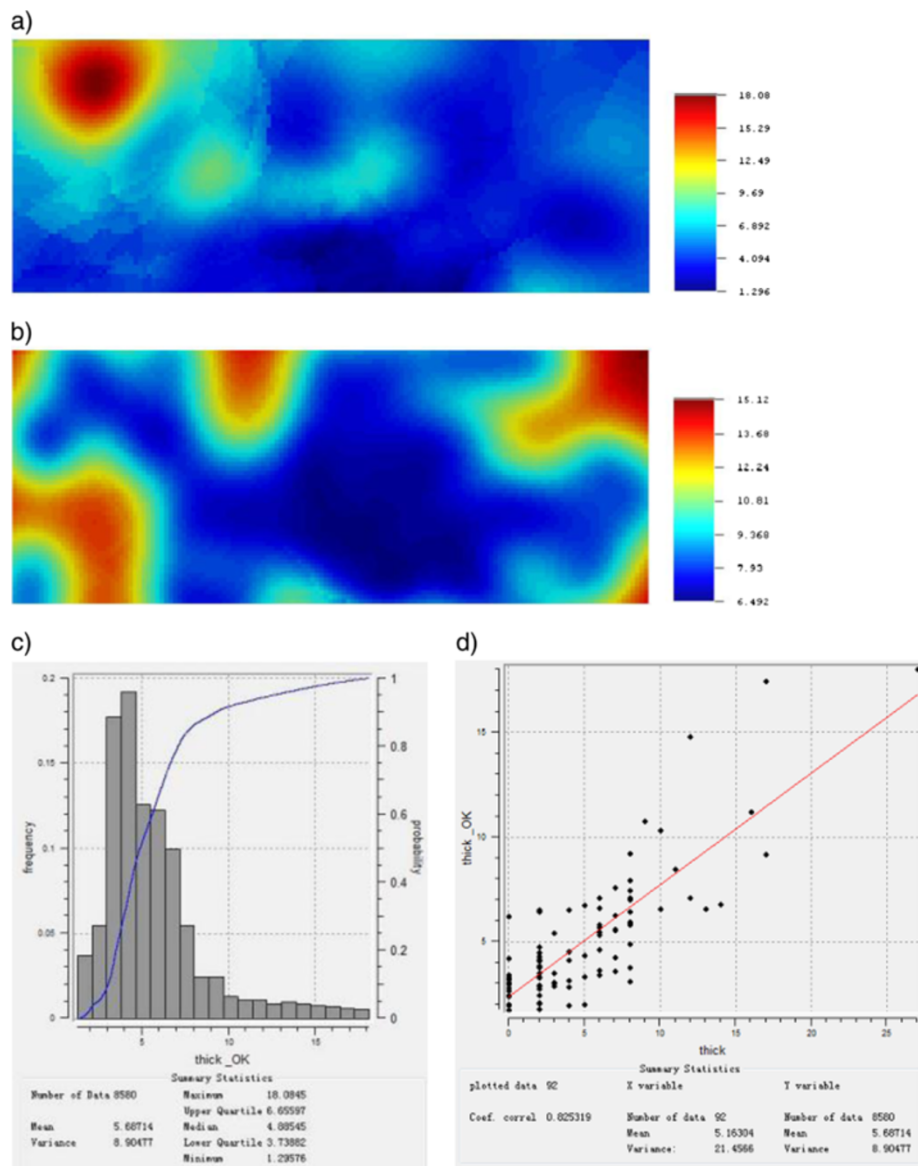 a)
18.08
15.29
12.49
9.69
6.892
4.094
1.296
b)
15.12
13.68
12.24
10.81
9.368
7.93
6.492
c)
0.2
0.15
0.1
0.05
0
frequency
1
0.8
0.6
0.4
0.2
0
probability
5 10 15
thick_OK
Summary Statistics
Number of Data 8580 Maximum 18.0845
Upper Quartile 6.65597
Mean 5.68714 Median 4.88545
Variance 8.90477 Lower Quartile 3.73882
Minimum 1.29576
d)
15
10
5
thick_OK
0 5 10 15 20 25
thick
Summary Statistics
plotted data 92 X variable Y variable
Coef. correl 0.825319 Number of data 92 Number of data 8580
Mean 5.16304 Mean 5.68714
Variance: 21.4566 Variance 8.90477